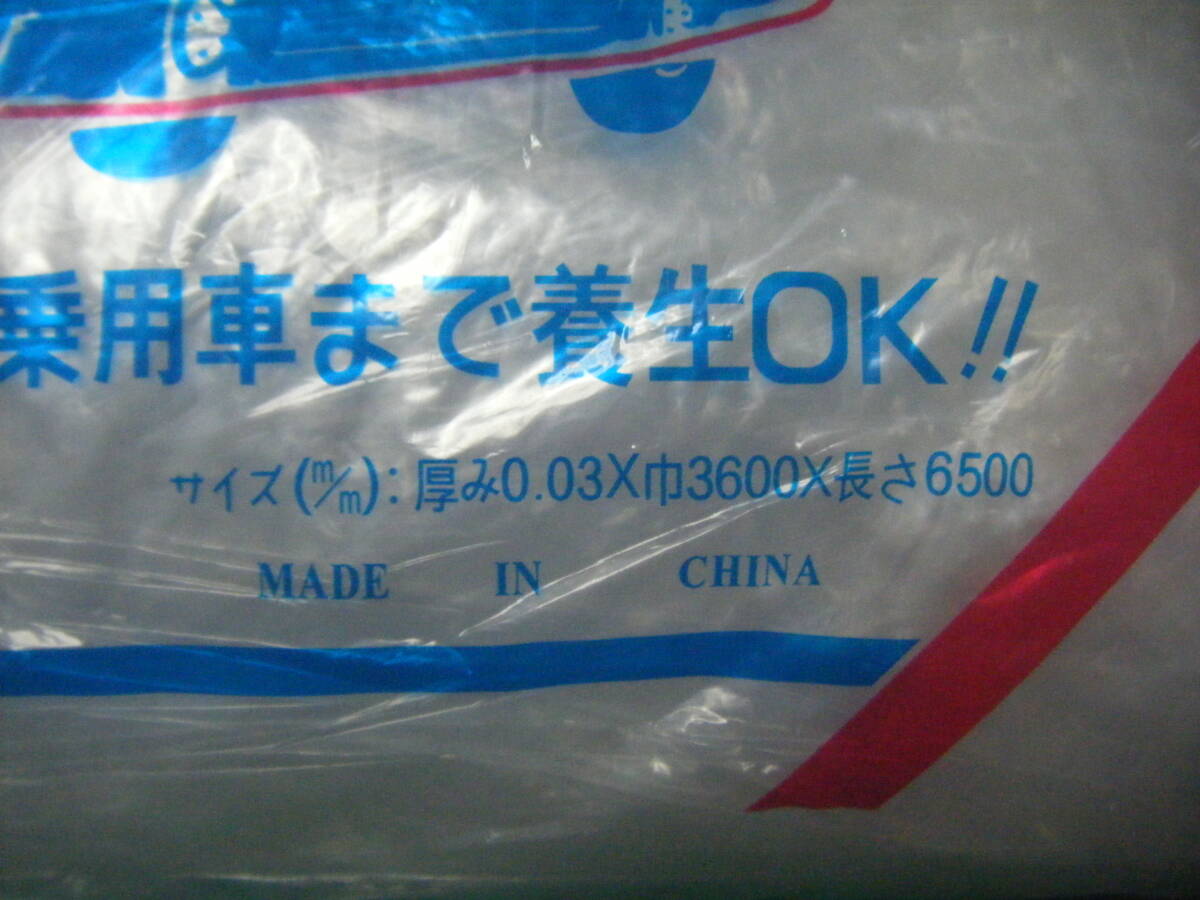 乗用車まで養生OK!!
サイズ(m/m):厚み0.03X巾3600X長さ6500
MADE IN CHINA